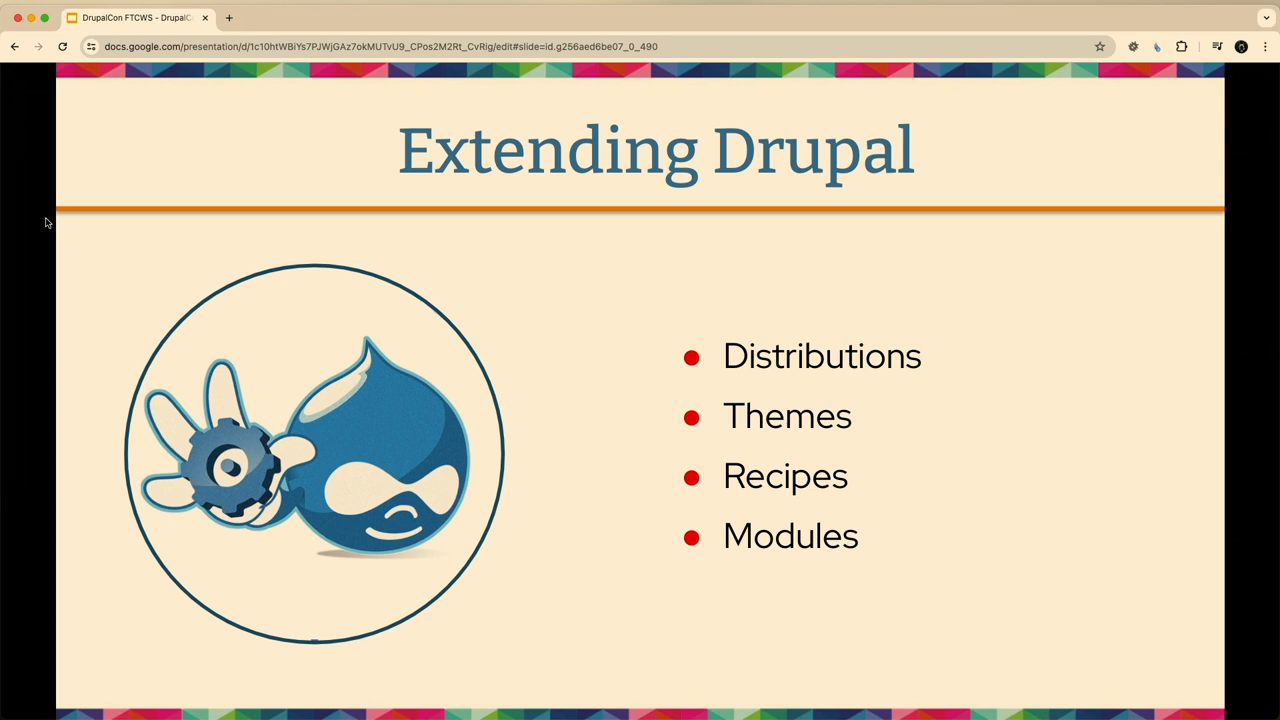 DrupalCon FTCWS - DrupalC
docs.google.com/presentation/d/1c10htWBiYs7PJWjGAz7okMUTvU9_CPos2M2Rt_CvRig/edit#slide=id.g256aed6be07_0_490
Extending Drupal
Distributions
Themes
Recipes
Modules